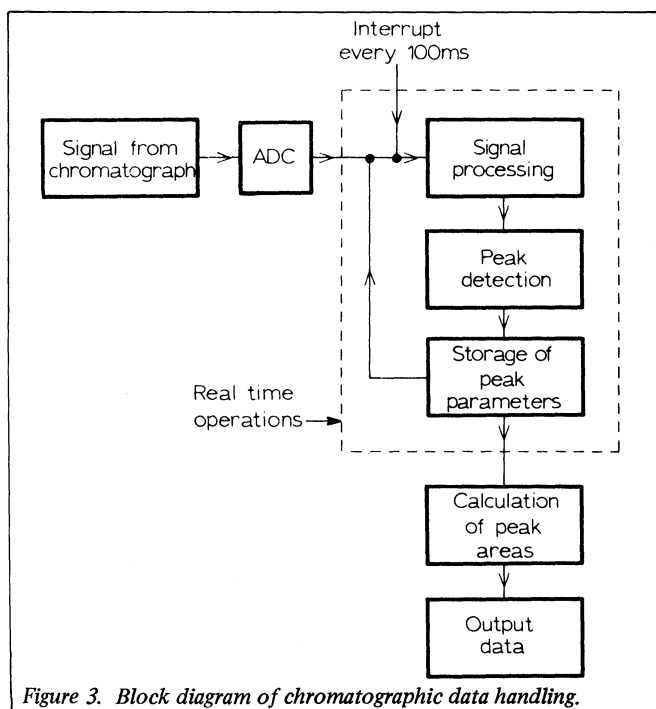 Interrupt
every 100ms
Signal from
chromatograph
ADC
Signal
processing
Peak
detection
Storage of
peak
parameters
Real time
operations
Calculation
of peak
areas
Output
data
Figure 3. Block diagram of chromatographic data handling.